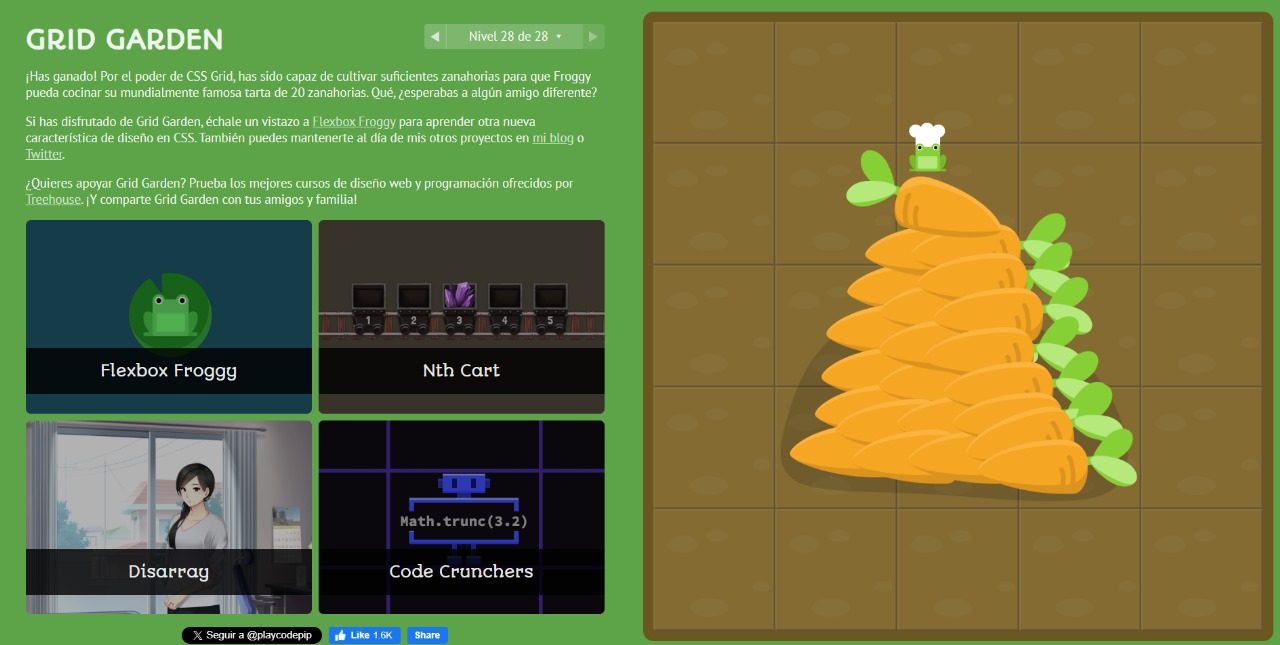 GRID GARDEN
Nivel 28 de 28
¡Has ganado! Por el poder de CSS Grid, has sido capaz de cultivar suficientes zanahorias para que Froggy
pueda cocinar su mundialmente famosa tarta de 20 zanahorias. Qué, ¿esperabas a algún amigo diferente?
Si has disfrutado de Grid Garden, échale un vistazo a Flexbox Froggy para aprender otra nueva
característica de diseño en CSS. También puedes mantenerte al día de mis otros proyectos en mi blog o
Twitter.
¿Quieres apoyar Grid Garden? Prueba los mejores cursos de diseño web y programación ofrecidos por
Treehouse. ¡Y comparte Grid Garden con tus amigos y familia!
Flexbox Froggy
1 2 3 4 5
Nth Cart
Disarray
Math.trunc(3.2)
Code Crunchers
Seguir a @playcodepip
Like 1.6K
Share